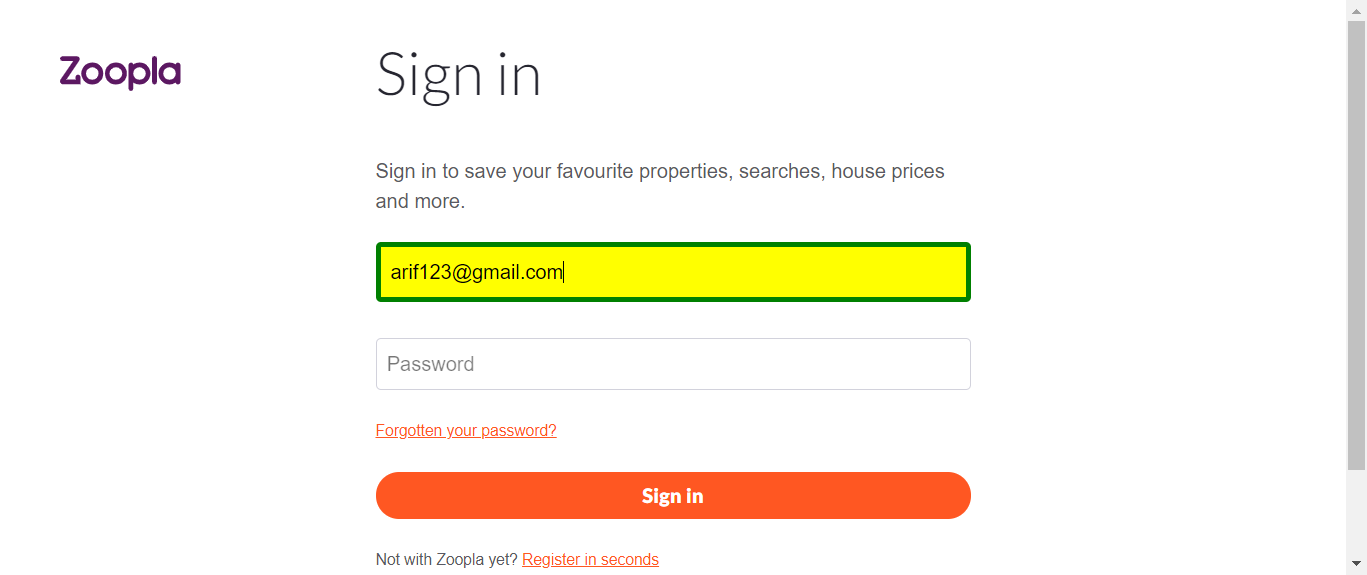 Zoopla
Sign in
Sign in to save your favourite properties, searches, house prices
and more.
arif123@gmail.com
Password
Forgotten your password?
Sign in
Not with Zoopla yet? Register in seconds